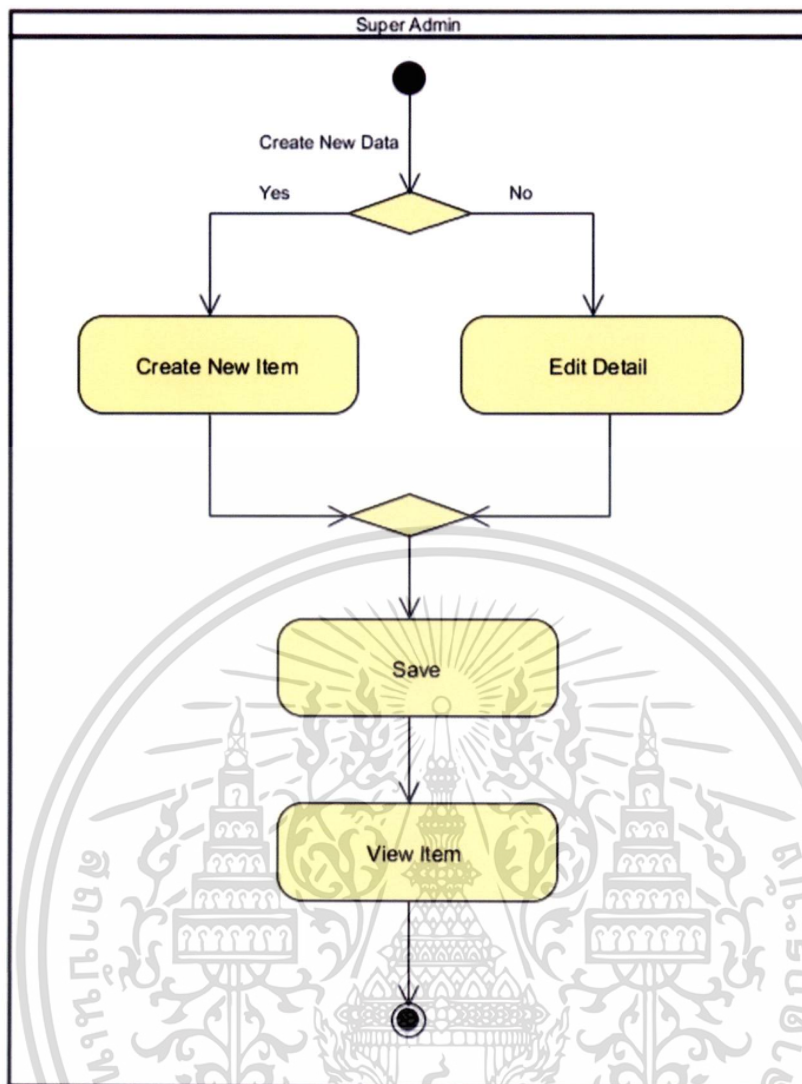 Super Admin
Create New Data
Yes
No
Create New Item
Edit Detail
Save
View Item